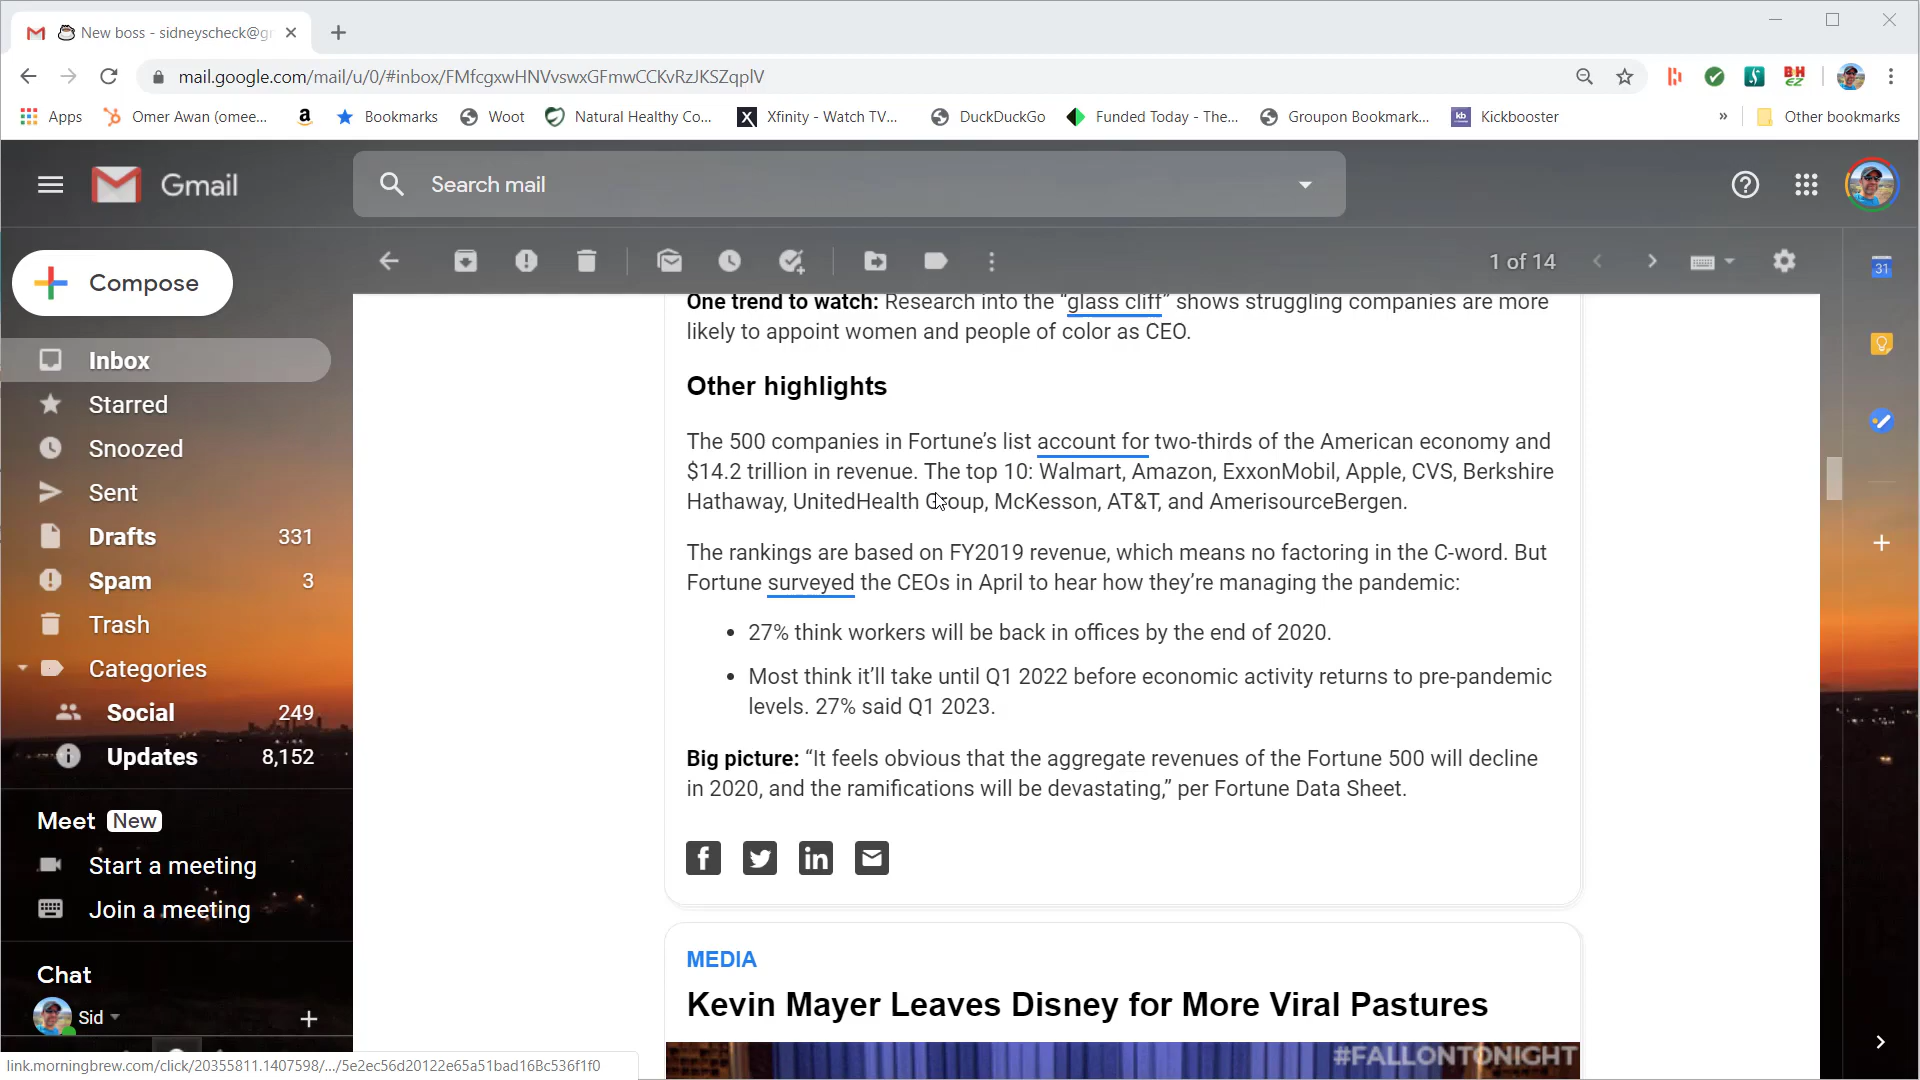 New boss - sidneyscheck@gr
mail.google.com/mail/u/0/#inbox/FMfcgxwHNVvswxGFmwCCKvRzJKSZqplV
Apps
Omer Awan (omee...
Bookmarks
Woot
Natural Healthy Co...
Xfinity - Watch TV...
DuckDuckGo
Funded Today - The...
Groupon Bookmark...
Kickbooster
Other bookmarks
Gmail
Search mail
Compose
1 of 14
Inbox
Starred
Snoozed
Sent
Drafts 331
Spam 3
Trash
Categories
Social 249
Updates 8,152
Meet New
Start a meeting
Join a meeting
Chat
Sid
One trend to watch: Research into the “glass cliff” shows struggling companies are more
likely to appoint women and people of color as CEO.
Other highlights
The 500 companies in Fortune’s list account for two-thirds of the American economy and
$14.2 trillion in revenue. The top 10: Walmart, Amazon, ExxonMobil, Apple, CVS, Berkshire
Hathaway, UnitedHealth Group, McKesson, AT&T, and AmerisourceBergen.
The rankings are based on FY2019 revenue, which means no factoring in the C-word. But
Fortune surveyed the CEOs in April to hear how they’re managing the pandemic:
• 27% think workers will be back in offices by the end of 2020.
• Most think it’ll take until Q1 2022 before economic activity returns to pre-pandemic
levels. 27% said Q1 2023.
Big picture: “It feels obvious that the aggregate revenues of the Fortune 500 will decline
in 2020, and the ramifications will be devastating,” per Fortune Data Sheet.
MEDIA
Kevin Mayer Leaves Disney for More Viral Pastures
#FALLONTONIGHT
31
link.morningbrew.com/click/20355811.1407598/.../5e2ec56d20122e65a51bad16Bc536f1f0